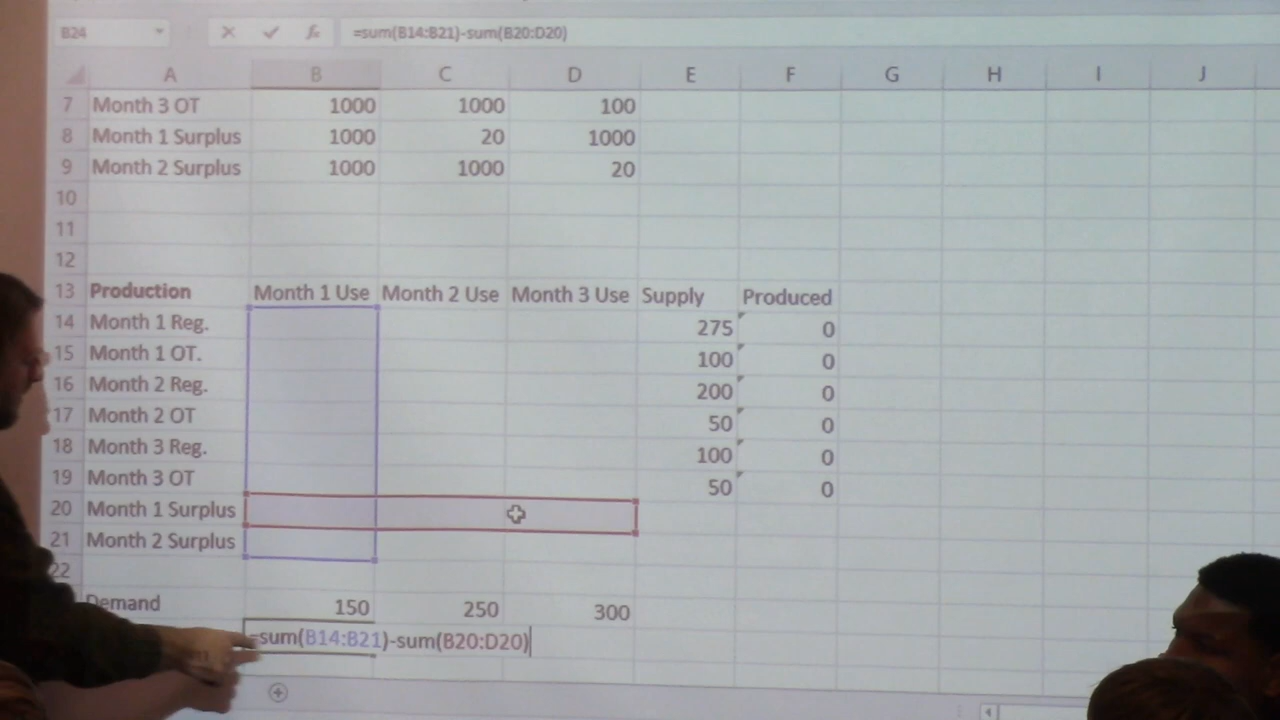 B24 =sum(B14:B21)-sum(B20:D20)
A B C D E F G H I J
7 Month 3 OT 1000 1000 100
8 Month 1 Surplus 1000 20 1000
9 Month 2 Surplus 1000 1000 20
10
11
12
13 Production Month 1 Use Month 2 Use Month 3 Use Supply Produced
14 Month 1 Reg. 275 0
15 Month 1 OT. 100 0
16 Month 2 Reg. 200 0
17 Month 2 OT 50 0
18 Month 3 Reg. 100 0
19 Month 3 OT 50 0
20 Month 1 Surplus
21 Month 2 Surplus
22
Demand 150 250 300
=sum(B14:B21)-sum(B20:D20)